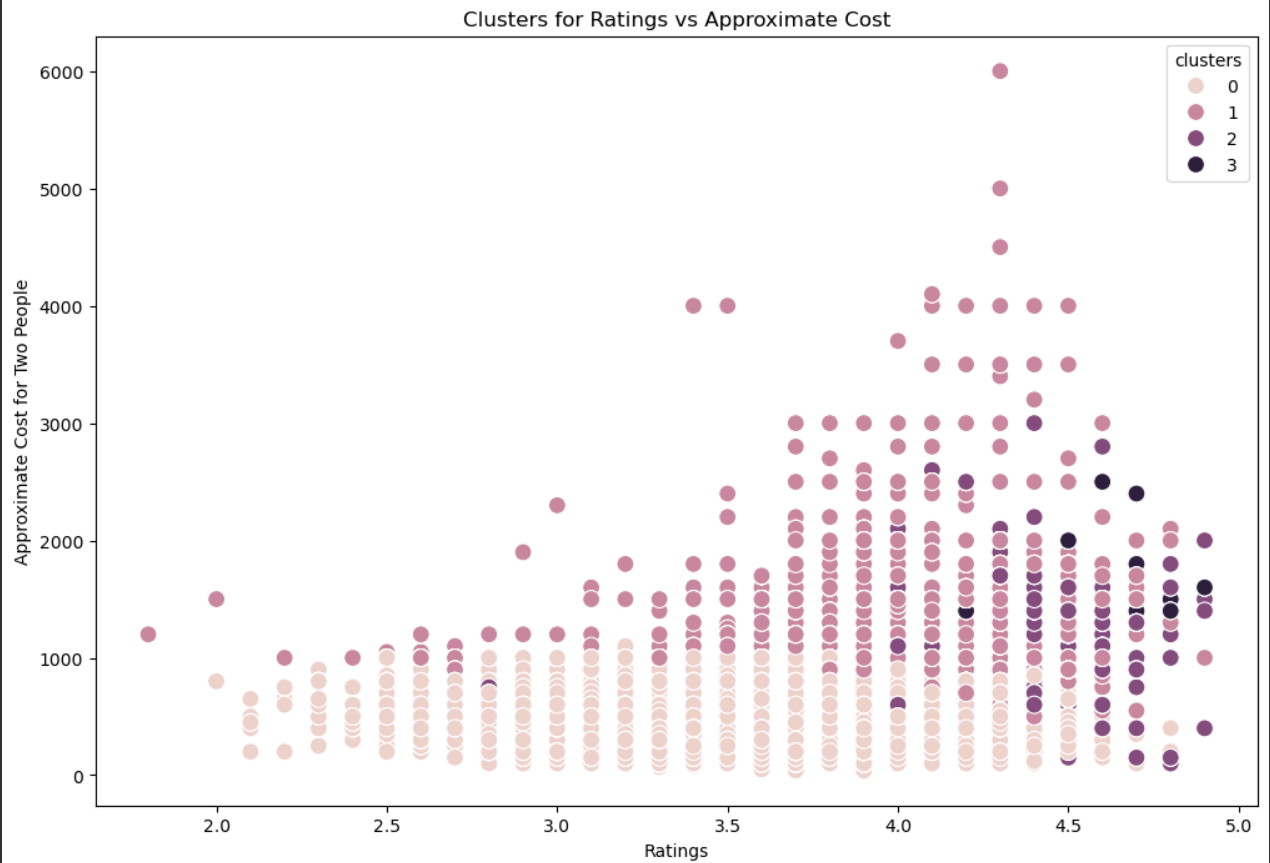 Clusters for Ratings vs Approximate Cost
clusters
0
1
2
3
6000
5000
4000
3000
2000
1000
0
Approximate Cost for Two People
2.0 2.5 3.0 3.5 4.0 4.5 5.0
Ratings